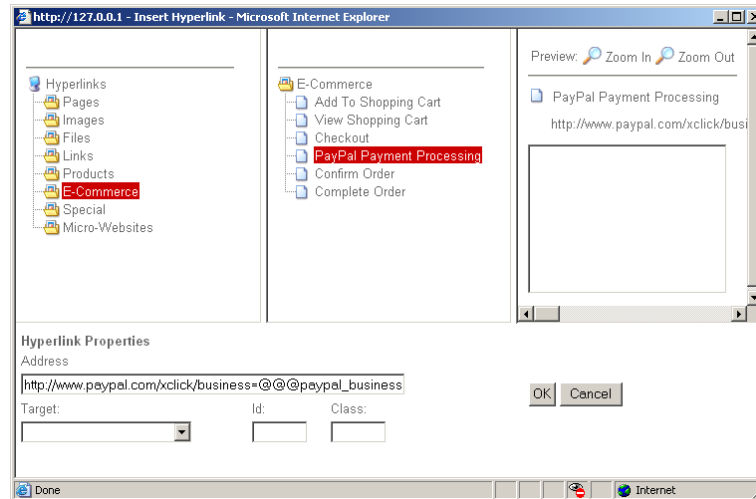 http://127.0.0.1 - Insert Hyperlink - Microsoft Internet Explorer
Hyperlinks
Pages
Images
Files
Links
Products
E-Commerce
Special
Micro-Websites
E-Commerce
Add To Shopping Cart
View Shopping Cart
Checkout
PayPal Payment Processing
Confirm Order
Complete Order
Preview: Zoom In Zoom Out
PayPal Payment Processing
http://www.paypal.com/xclick/busi
Hyperlink Properties
Address
http://www.paypal.com/xclick/business=@@@paypal_business
Target: Id: Class:
OK Cancel
Done Internet